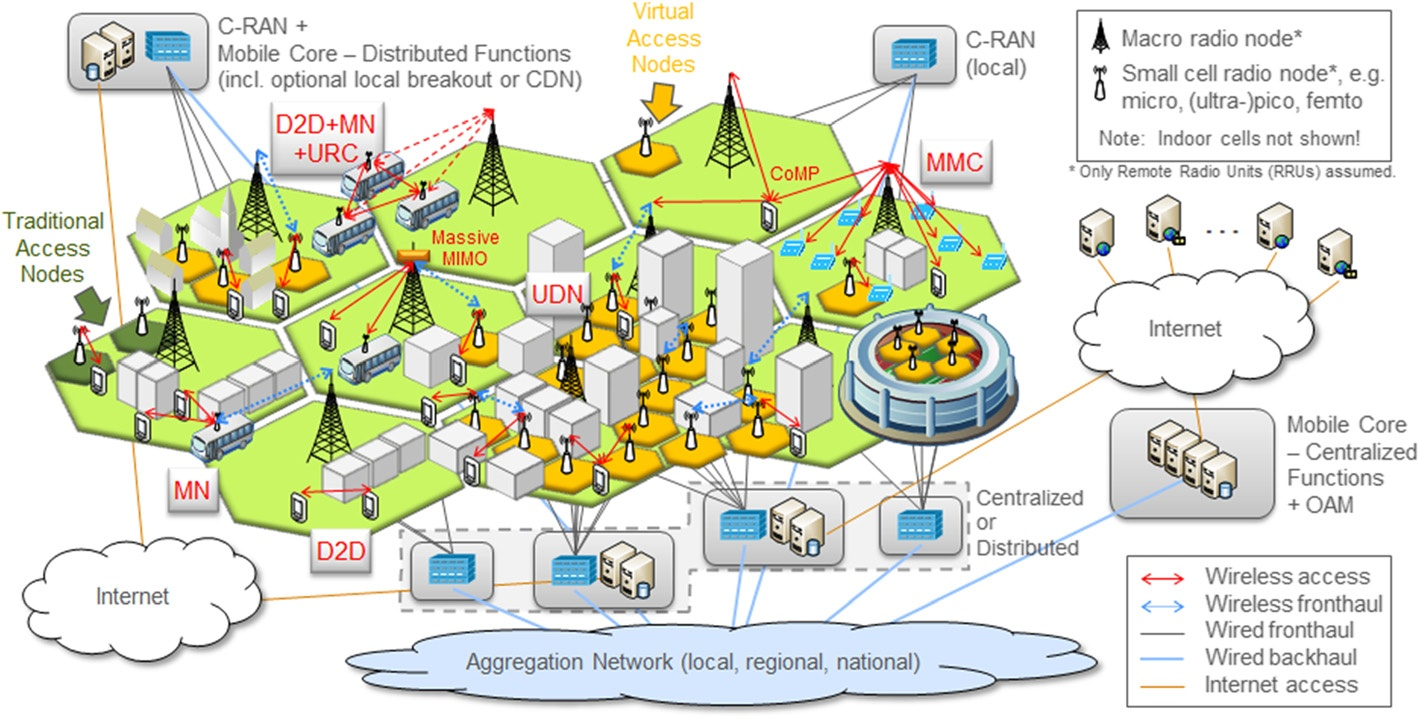 C-RAN +
Mobile Core – Distributed Functions
(incl. optional local breakout or CDN)
Virtual
Access
Nodes
C-RAN
(local)
Macro radio node*
Small cell radio node*, e.g.
micro, (ultra-)pico, femto
Note: Indoor cells not shown!
* Only Remote Radio Units (RRUs) assumed.
D2D+MN
+URC
CoMP
MMC
Traditional
Access
Nodes
Massive
MIMO
UDN
Internet
MN
D2D
Mobile Core
– Centralized
Functions
+ OAM
Centralized
or
Distributed
Internet
Aggregation Network (local, regional, national)
Wireless access
Wireless fronthaul
Wired fronthaul
Wired backhaul
Internet access